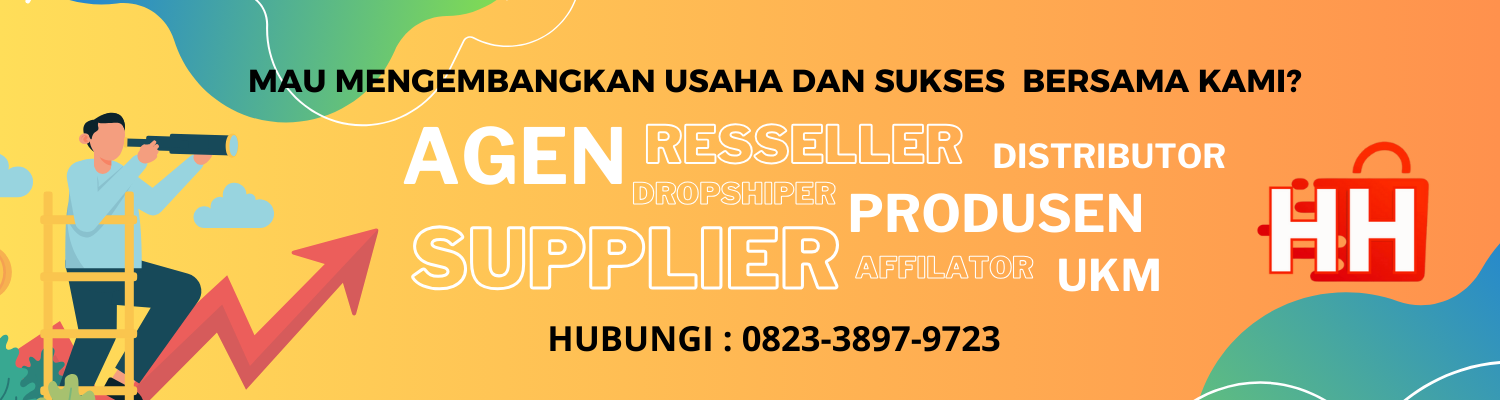 MAU MENGEMBANGKAN USAHA DAN SUKSES BERSAMA KAMI?
AGEN
RESSELLER
DISTRIBUTOR
DROPSHIPER
PRODUSEN
SUPPLIER
AFFILATOR
UKM
HH
HUBUNGI : 0823-3897-9723